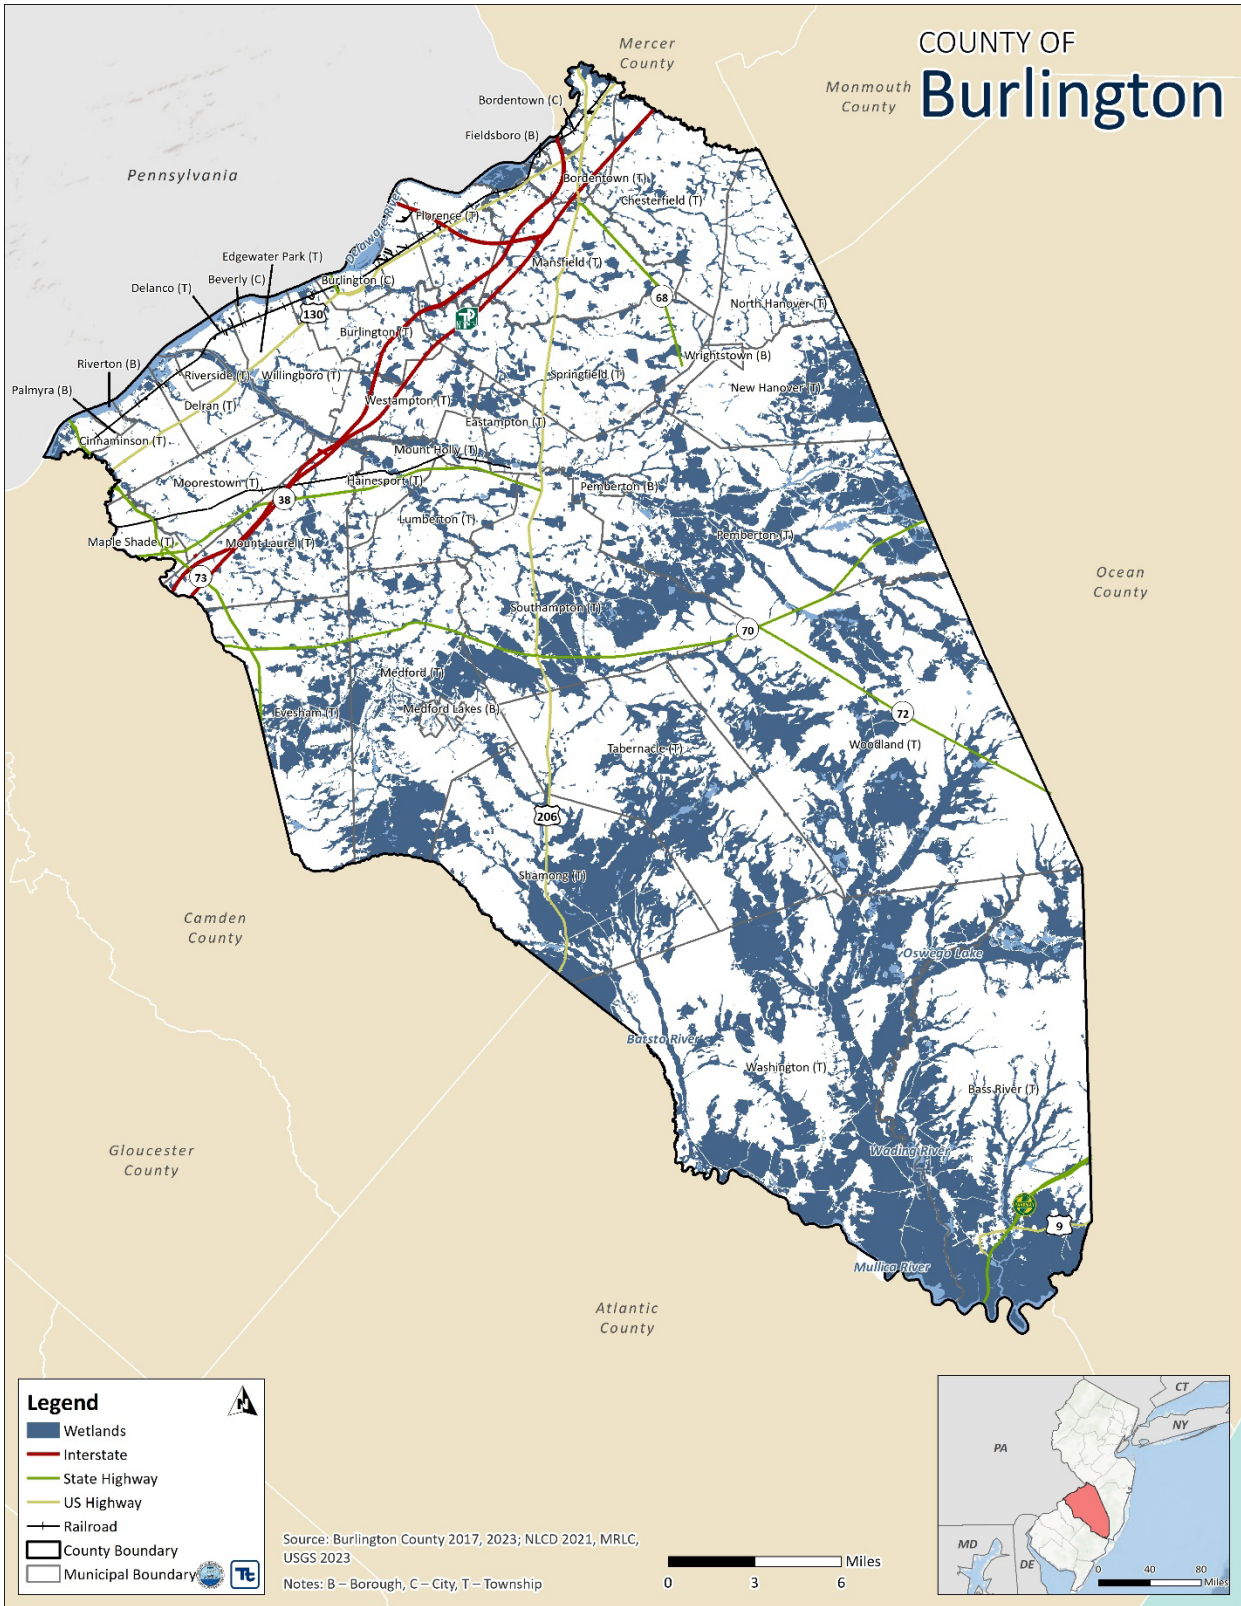 COUNTY OF
Burlington
Mercer
County
Monmouth
County
Bordentown (C)
Fieldsboro (B)
Pennsylvania
Bordentown (T)
Chesterfield (T)
Florence (T)
Delaware River
Edgewater Park (T)
Mansfield (T)
Beverly (C)
Burlington (C)
Delanco (T)
68
North Hanover (T)
130
Burlington (T)
Wrightstown (B)
Riverton (B)
Riverside (T)
Willingboro (T)
Springfield (T)
New Hanover (T)
Palmyra (B)
Delran (T)
Westampton (T)
Eastampton (T)
Cinnaminson (T)
Mount Holly (T)
Moorestown (T)
Hainesport (T)
Pemberton (B)
38
Lumberton (T)
Maple Shade (T)
Mount Laurel (T)
Pemberton (T)
73
Ocean
County
Southampton (T)
70
Medford (T)
Evesham (T)
Medford Lakes (B)
72
Tabernacle (T)
Woodland (T)
206
Shamong (T)
Camden
County
Oswego Lake
Batsto River
Washington (T)
Bass River (T)
Gloucester
County
Wading River
9
Mullica River
Atlantic
County
Legend
N
Wetlands
Interstate
State Highway
US Highway
Railroad
County Boundary
Municipal Boundary
Tt
Source: Burlington County 2017, 2023; NLCD 2021, MRLC,
USGS 2023
Notes: B – Borough, C – City, T – Township
Miles
0 3 6
CT
NY
PA
MD
DE
0 40 80
Miles